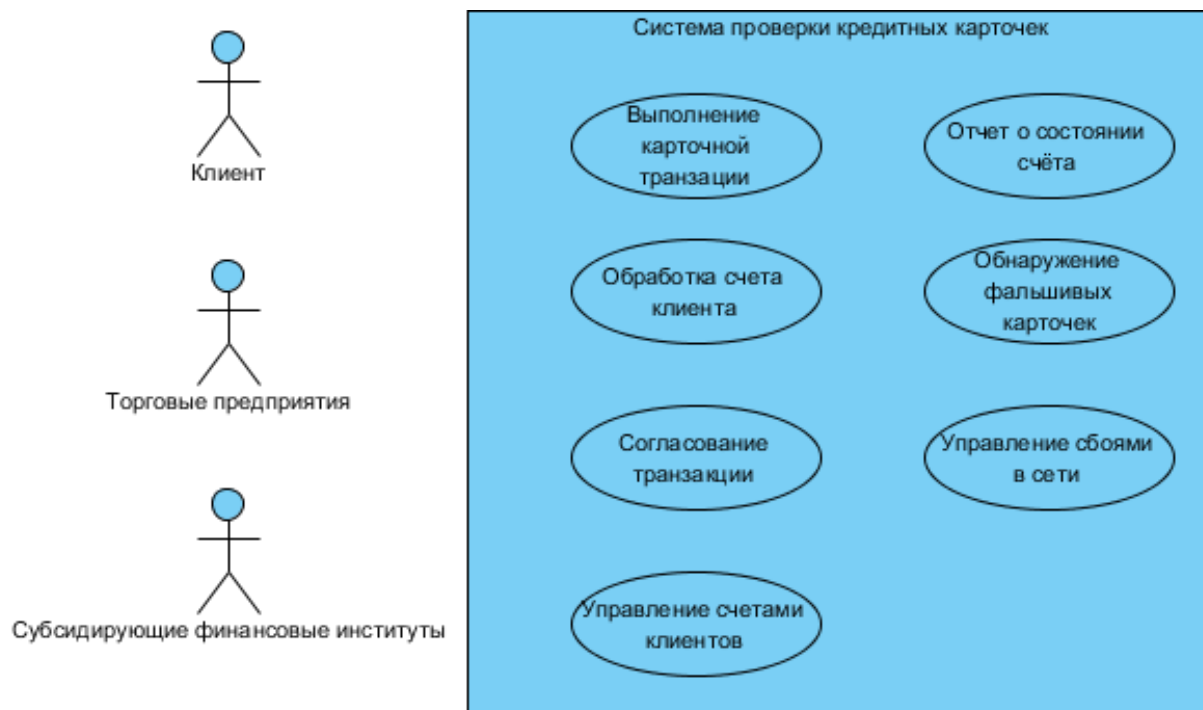 Система проверки кредитных карточек
Клиент
Торговые предприятия
Субсидирующие финансовые институты
Выполнение
карточной
транзации
Отчет о состоянии
счёта
Обработка счета
клиента
Обнаружение
фальшивых
карточек
Согласование
транзакции
Управление сбоями
в сети
Управление счетами
клиентов